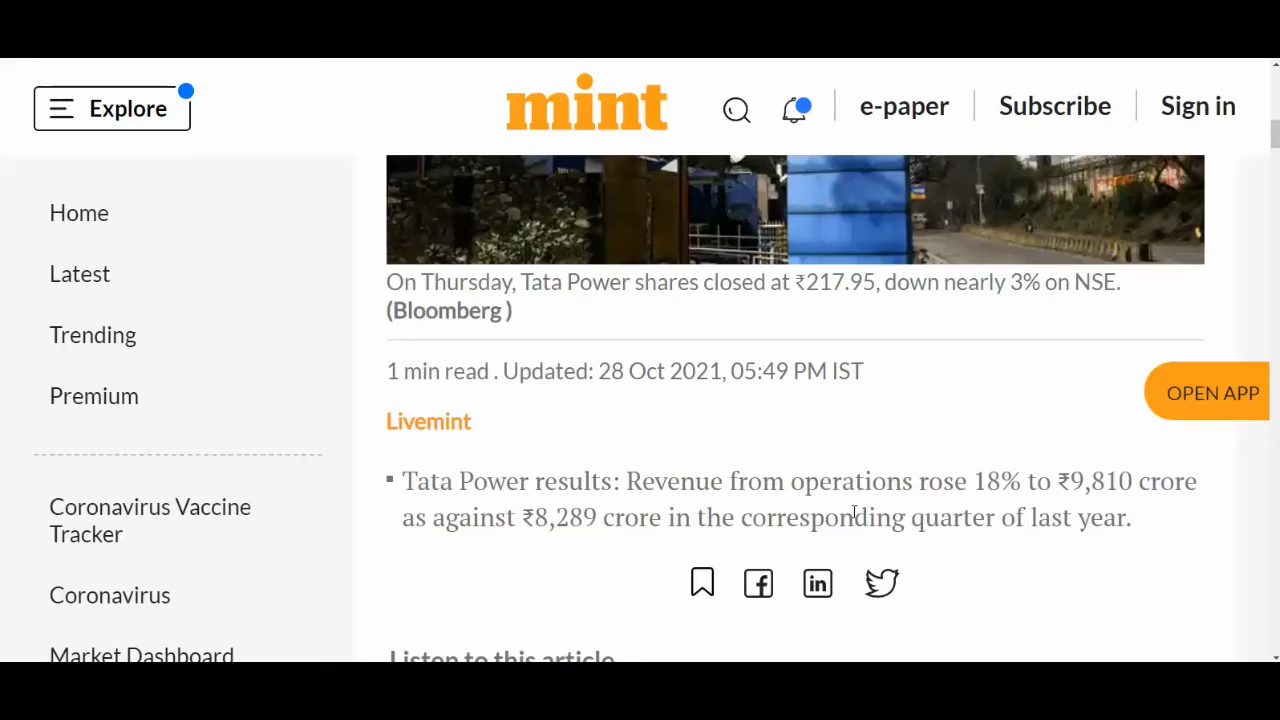 Explore
mint
e-paper
Subscribe
Sign in
Home
Latest
Trending
Premium
Coronavirus Vaccine
Tracker
Coronavirus
Market Dashboard
On Thursday, Tata Power shares closed at ₹217.95, down nearly 3% on NSE.
(Bloomberg )
1 min read . Updated: 28 Oct 2021, 05:49 PM IST
Livemint
OPEN APP
▪ Tata Power results: Revenue from operations rose 18% to ₹9,810 crore
as against ₹8,289 crore in the corresponding quarter of last year.
Listen to this article